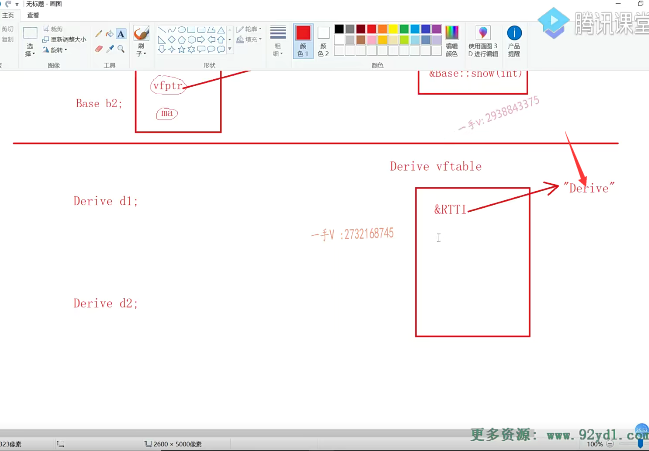 无标题 - 画图
主页 查看
剪切
复制
选择
裁剪
重新调整大小
旋转
图像
A
工具
刷子
形状
轮廓
填充
粗细
颜色 1
颜色 2
颜色
编辑颜色
使用画图 3D 进行编辑
产品提醒
腾讯课堂
Base b2;
vfptr
ma
&Base::show(int)
一手v:2938843375
Derive vftable
"Derive"
Derive d1;
&RTTI
一手V :2732168745
Derive d2;
更多资源: www.92yd1.com
2600 × 5000像素
100%